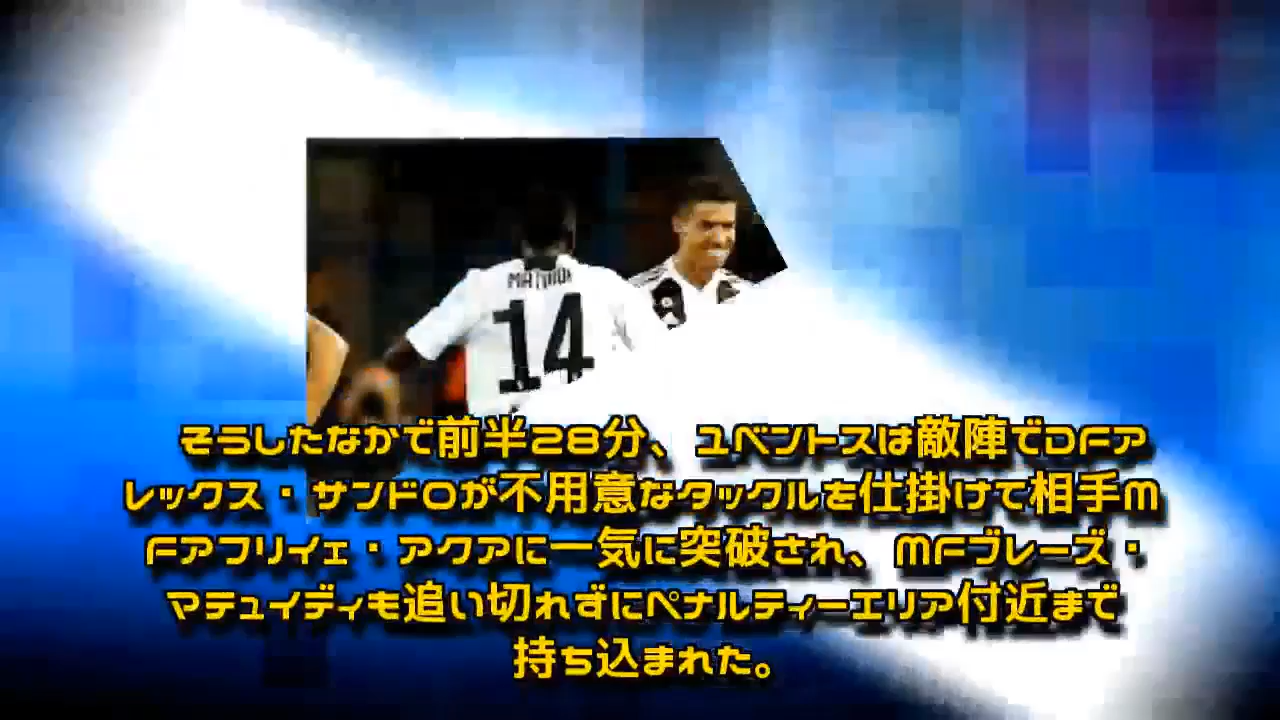 MATUIDI
14
そうしたなかで前半28分、ユベントスは敵陣でDFア
レックス・サンドロが不用意なタックルを仕掛けて相手M
Fアフリイェ・アクアに一気に突破され、MFブレーズ・
マテュイディも追い切れずにペナルティーエリア付近まで
持ち込まれた。